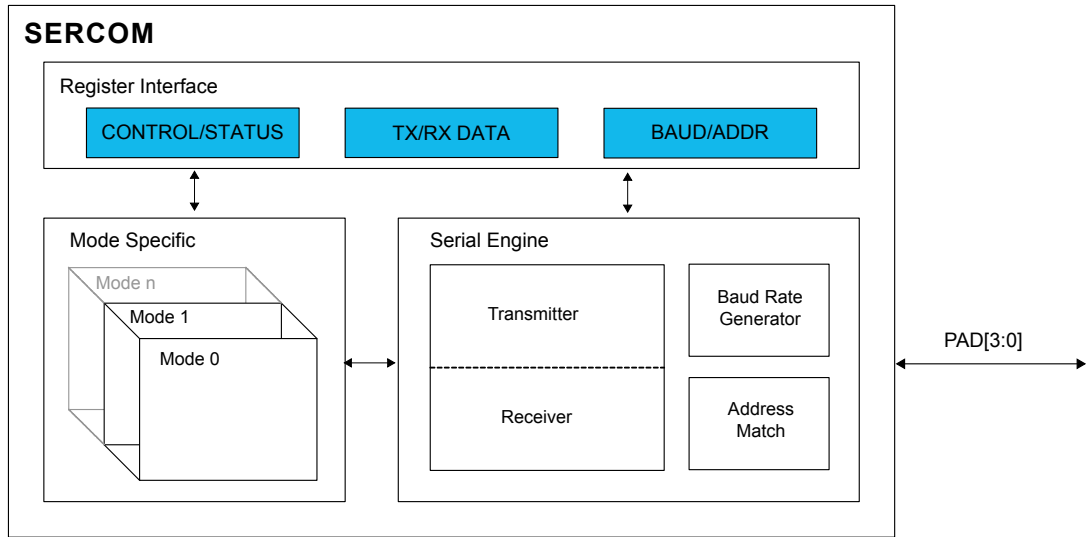 SERCOM
Register Interface
CONTROL/STATUS
TX/RX DATA
BAUD/ADDR
Mode Specific
Mode n
Mode 1
Mode 0
Serial Engine
Transmitter
Receiver
Baud Rate
Generator
Address
Match
PAD[3:0]